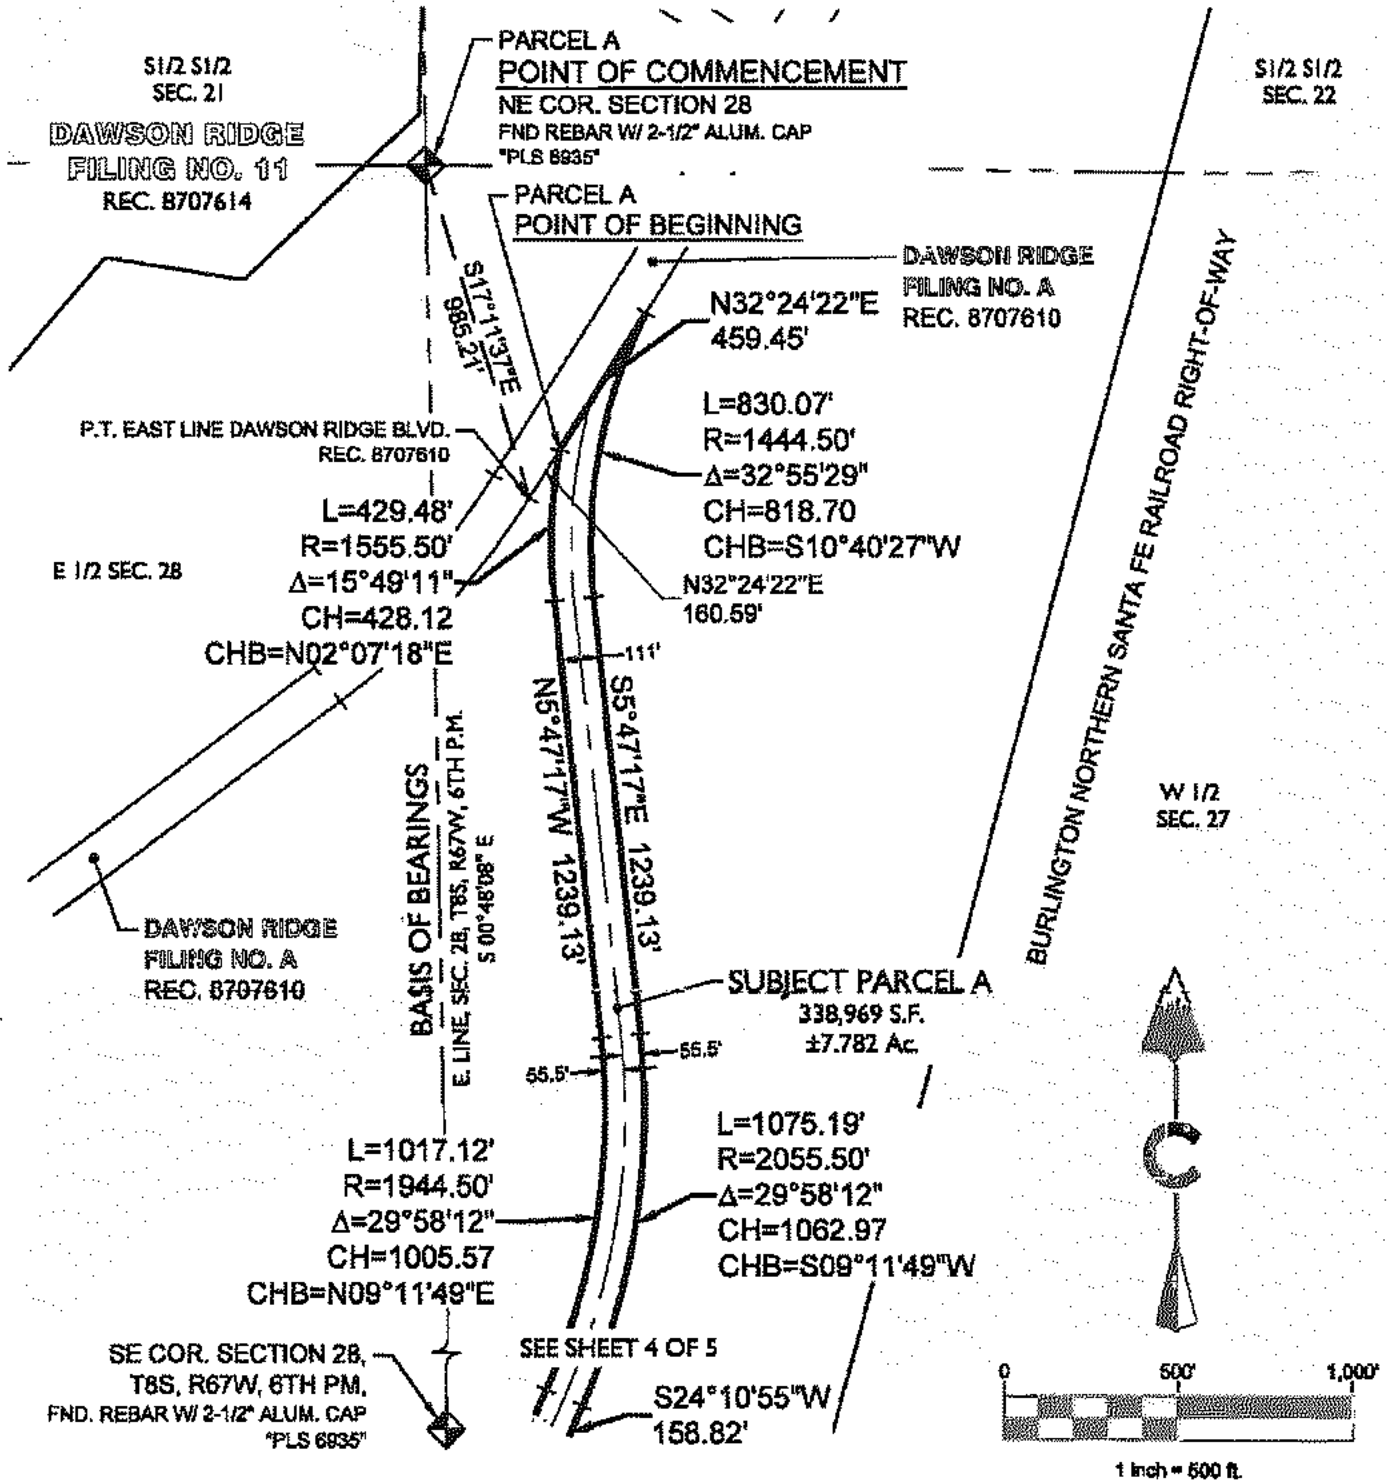 S1/2 S1/2
SEC. 21
DAWSON RIDGE
FILING NO. 11
REC. 8707614
PARCEL A
POINT OF COMMENCEMENT
NE COR. SECTION 28
FND REBAR W/ 2-1/2" ALUM. CAP
"PLS 6935"
S1/2 S1/2
SEC. 22
PARCEL A
POINT OF BEGINNING
DAWSON RIDGE
FILING NO. A
REC. 8707610
S17°11'37"E
985.21'
N32°24'22"E
459.45'
P.T. EAST LINE DAWSON RIDGE BLVD.
REC. 8707610
L=830.07'
R=1444.50'
Δ=32°55'29"
CH=818.70
CHB=S10°40'27"W
L=429.48'
R=1555.50'
Δ=15°49'11"
CH=428.12
CHB=N02°07'18"E
E 1/2 SEC. 28
N32°24'22"E
160.59'
111'
N5°47'17"W 1239.13'
S5°47'17"E 1239.13'
BURLINGTON NORTHERN SANTA FE RAILROAD RIGHT-OF-WAY
W 1/2
SEC. 27
BASIS OF BEARINGS
E. LINE, SEC. 28, T8S, R67W, 6TH P.M.
S 00°48'08" E
DAWSON RIDGE
FILING NO. A
REC. 8707610
SUBJECT PARCEL A
338,969 S.F.
±7.782 Ac.
55.5'
55.5'
L=1017.12'
R=1944.50'
Δ=29°58'12"
CH=1005.57
CHB=N09°11'49"E
L=1075.19'
R=2055.50'
Δ=29°58'12"
CH=1062.97
CHB=S09°11'49"W
C
SE COR. SECTION 28,
T8S, R67W, 6TH PM,
FND. REBAR W/ 2-1/2" ALUM. CAP
"PLS 6935"
SEE SHEET 4 OF 5
S24°10'55"W
158.82'
0 500' 1,000'
1 inch = 500 ft.